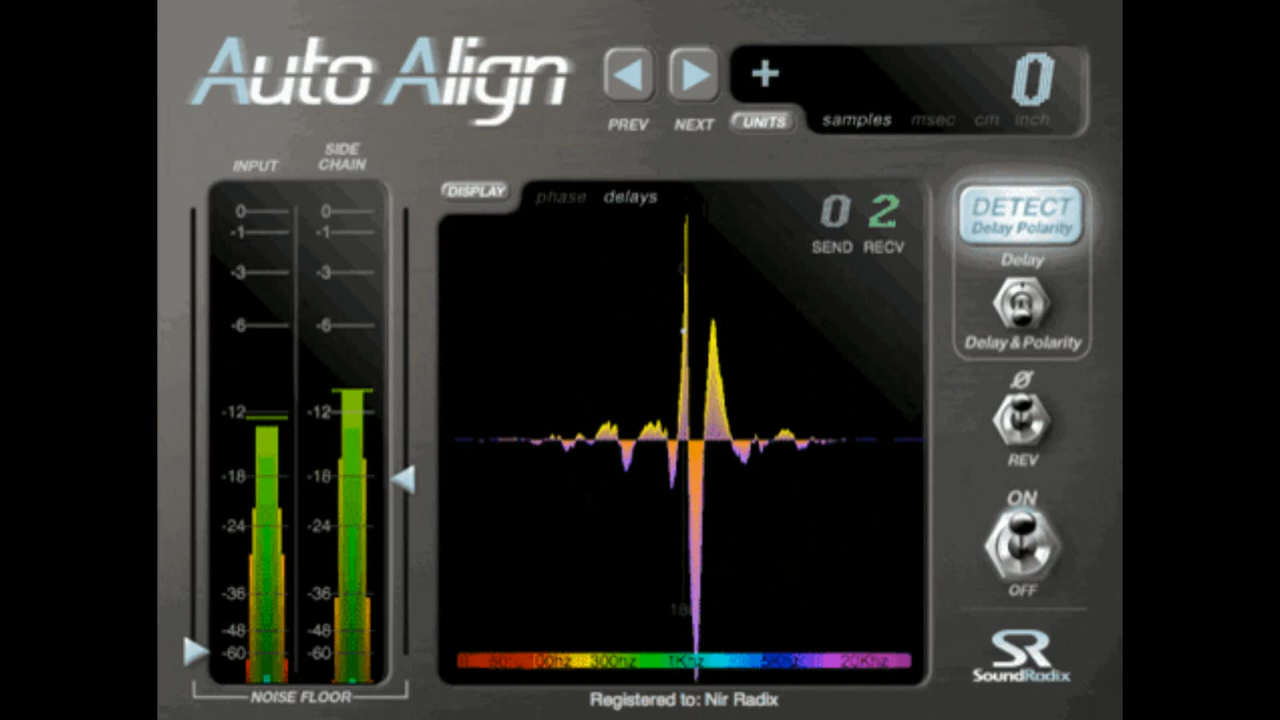 Auto Align
PREV
NEXT
+ 0
UNITS
samples msec cm inch
INPUT
SIDE
CHAIN
0 0
-1 -1
-3 -3
-6 -6
-12 -12
-18 -18
-24 -24
-36 -36
-48 -48
-60 -60
NOISE FLOOR
DISPLAY
phase delays
0 2
SEND RECV
300hz 1Khz 5Khz 20Khz
Registered to: Nir Radix
DETECT
Delay Polarity
Delay
Delay & Polarity
Ø
REV
ON
OFF
SR
SoundRadix